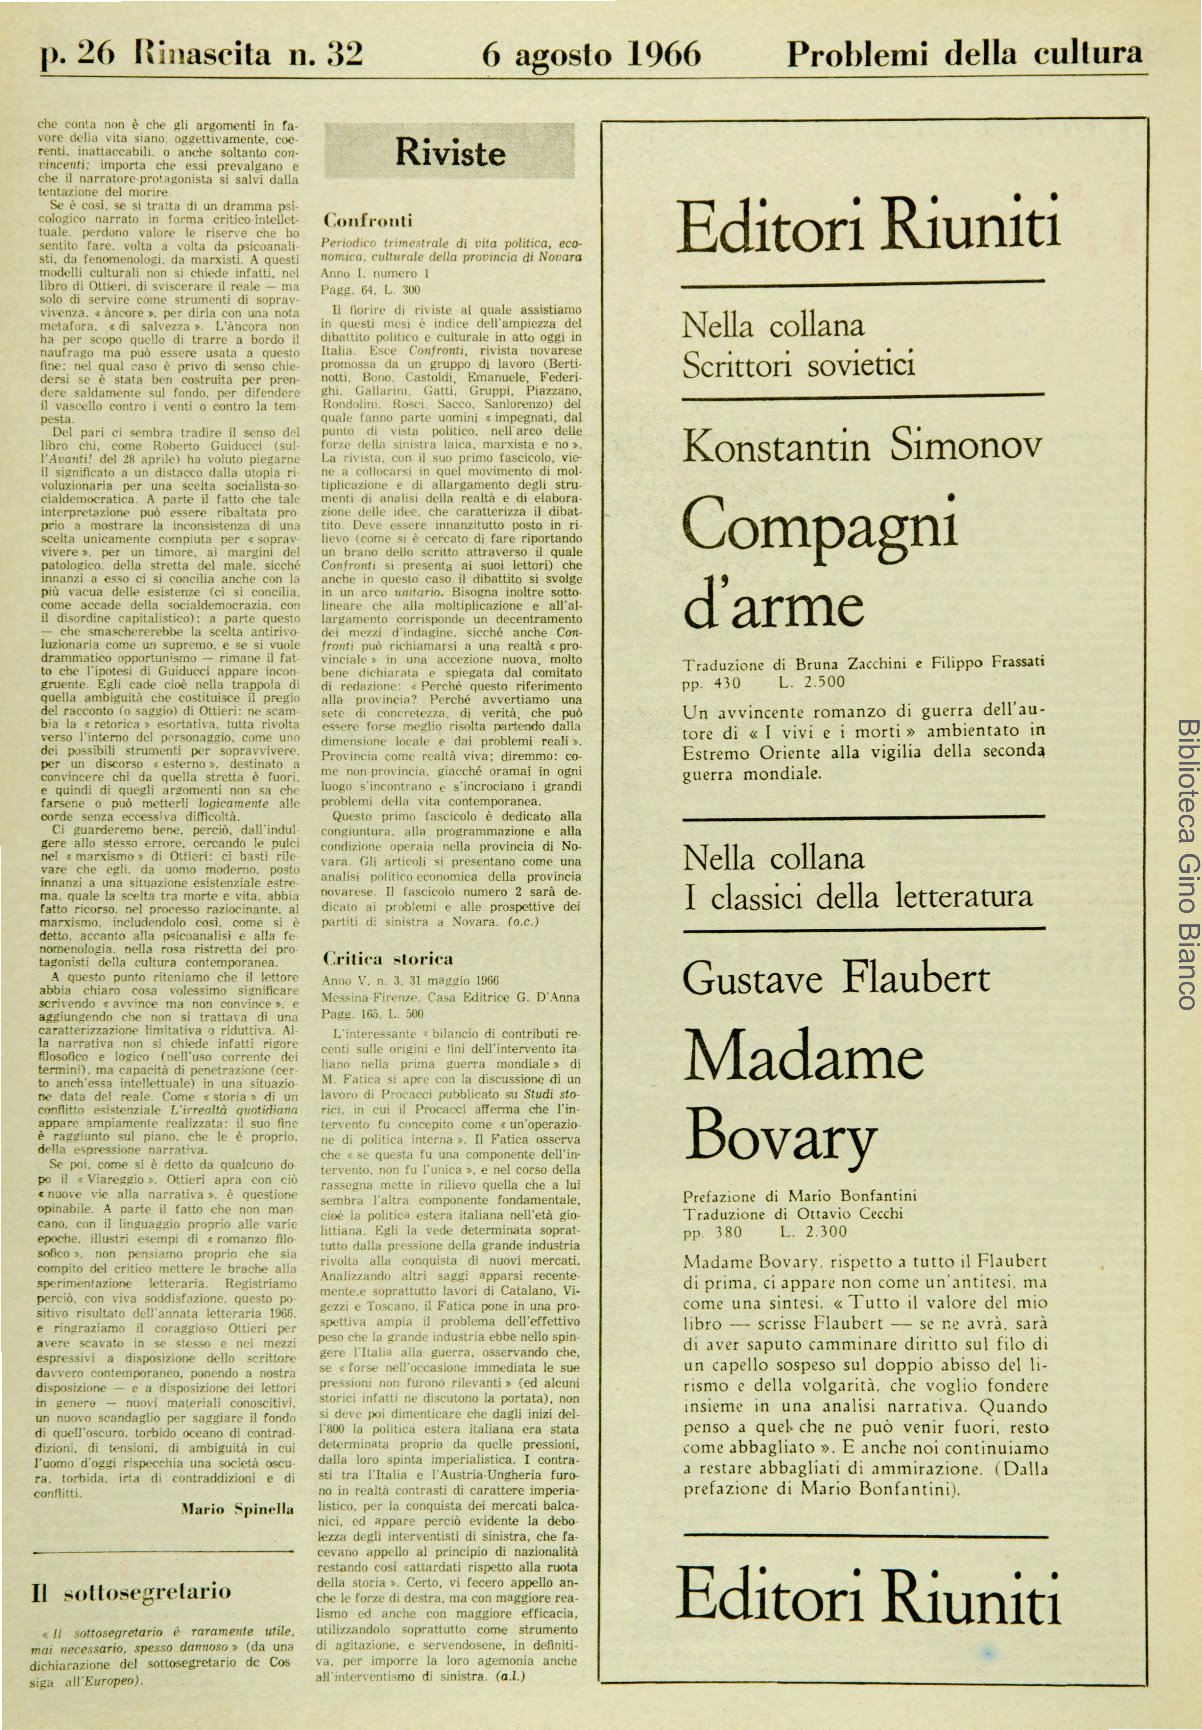 p. 26 Rinascita n. 32 6 agosto 1966 Problemi della cultura
che conta non è che gli argomenti in fa-
vore della vita siano, oggettivamente, coe-
renti, inattaccabili, o anche soltanto con-
vincenti; importa che essi prevalgano e
che il narratore-protagonista si salvi dalla
tentazione del morire.
Se è così, se si tratta di un dramma psi-
cologico narrato in forma critico-intellet-
tuale, perdono valore le riserve che ho
sentito fare, volta a volta da psicoanali-
sti, da fenomenologi, da marxisti. A questi
modelli culturali non si chiede infatti, nel
libro di Ottieri, di sviscerare il reale — ma
solo di servire come strumenti di soprav-
vivenza, « àncore », per dirla con una nota
metafora, « di salvezza ». L'àncora non
ha per scopo quello di trarre a bordo il
naufrago ma può essere usata a questo
fine; nel qual caso è privo di senso chie-
dersi se è stata ben costruita per pren-
dere saldamente sul fondo, per difendere
il vascello contro i venti o contro la tem-
pesta.
Del pari ci sembra tradire il senso del
libro chi, come Roberto Guiducci (sul-
l'Avanti! del 28 aprile) ha voluto piegarne
il significato a un distacco dalla utopia ri-
voluzionaria per una scelta socialista-so-
cialdemocratica. A parte il fatto che tale
interpretazione può essere ribaltata pro
prio a mostrare la inconsistenza di una
scelta unicamente compiuta per « soprav-
vivere », per un timore, ai margini del
patologico, della stretta del male, sicché
innanzi a esso ci si concilia anche con la
più vacua delle esistenze (ci si concilia,
come accade della socialdemocrazia, con
il disordine capitalistico); a parte questo
— che smaschererebbe la scelta antirivo-
luzionaria come un supremo, e se si vuole
drammatico opportunismo — rimane il fat-
to che l'ipotesi di Guiducci appare incon-
gruente. Egli cade cioè nella trappola di
quella ambiguità che costituisce il pregio
del racconto (o saggio) di Ottieri: ne scam-
bia la « retorica » esortativa, tutta rivolta
verso l'interno del personaggio, come uno
dei possibili strumenti per sopravvivere,
per un discorso « esterno », destinato a
convincere chi da quella stretta è fuori,
e quindi di quegli argomenti non sa che
farsene o può metterli logicamente alle
corde senza eccessiva difficoltà.
Ci guarderemo bene, perciò, dall'indul-
gere allo stesso errore, cercando le pulci
nel « marxismo » di Ottieri: ci basti rile-
vare che egli, da uomo moderno, posto
innanzi a una situazione esistenziale estre-
ma, quale la scelta tra morte e vita, abbia
fatto ricorso, nel processo raziocinante, al
marxismo, includendolo così, come si è
detto, accanto alla psicoanalisi e alla fe-
nomenologia, nella rosa ristretta dei pro-
tagonisti della cultura contemporanea.
A questo punto riteniamo che il lettore
abbia chiaro cosa volessimo significare
scrivendo « avvince ma non convince », e
aggiungendo che non si trattava di una
caratterizzazione limitativa o riduttiva. Al-
la narrativa non si chiede infatti rigore
filosofico e logico (nell'uso corrente dei
termini), ma capacità di penetrazione (cer-
to anch'essa intellettuale) in una situazio-
ne data del reale. Come « storia » di un
conflitto esistenziale L'irrealtà quotidiana
appare ampiamente realizzata: il suo fine
è raggiunto sul piano, che le è proprio,
della espressione narrativa.
Se poi, come si è detto da qualcuno do-
po il « Viareggio », Ottieri apra con ciò
« nuove vie alla narrativa », è questione
opinabile. A parte il fatto che non man-
cano, con il linguaggio proprio alle varie
epoche, illustri esempi di « romanzo filo-
sofico », non pensiamo proprio che sia
compito del critico mettere le brache alla
sperimentazione letteraria. Registriamo
perciò, con viva soddisfazione, questo po-
sitivo risultato dell'annata letteraria 1966,
e ringraziamo il coraggioso Ottieri per
avere scavato in se stesso e nei mezzi
espressivi a disposizione dello scrittore
davvero contemporaneo, ponendo a nostra
disposizione — e a disposizione dei lettori
in genere — nuovi materiali conoscitivi,
un nuovo scandaglio per saggiare il fondo
di quell'oscuro, torbido oceano di contrad-
dizioni, di tensioni, di ambiguità in cui
l'uomo d'oggi rispecchia una società oscu-
ra, torbida, irta di contraddizioni e di
conflitti.
Mario Spinella
Il sottosegretario
« Il sottosegretario è raramente utile,
mai necessario, spesso dannoso » (da una
dichiarazione del sottosegretario dc Cos-
siga all'Europeo).
Riviste
Confronti
Periodico trimestrale di vita politica, eco-
nomica, culturale della provincia di Novara
Anno I, numero 1
Pagg. 64, L. 300
Il fiorire di riviste al quale assistiamo
in questi mesi è indice dell'ampiezza del
dibattito politico e culturale in atto oggi in
Italia. Esce Confronti, rivista novarese
promossa da un gruppo di lavoro (Berti-
notti, Bono, Castoldi, Emanuele, Federi-
ghi, Gallarini, Gatti, Gruppi, Piazzano,
Rondolini, Rosci, Sacco, Sanlorenzo) del
quale fanno parte uomini « impegnati, dal
punto di vista politico, nell'arco delle
forze della sinistra laica, marxista e no ».
La rivista, con il suo primo fascicolo, vie-
ne a collocarsi in quel movimento di mol-
tiplicazione e di allargamento degli stru-
menti di analisi della realtà e di elabora-
zione delle idee, che caratterizza il dibat-
tito. Deve essere innanzitutto posto in ri-
lievo (come si è cercato di fare riportando
un brano dello scritto attraverso il quale
Confronti si presenta ai suoi lettori) che
anche in questo caso il dibattito si svolge
in un arco unitario. Bisogna inoltre sotto-
lineare che alla moltiplicazione e all'al-
largamento corrisponde un decentramento
dei mezzi d'indagine, sicché anche Con-
fronti può richiamarsi a una realtà « pro-
vinciale » in una accezione nuova, molto
bene dichiarata e spiegata dal comitato
di redazione: « Perché questo riferimento
alla provincia? Perché avvertiamo una
sete di concretezza, di verità, che può
essere forse meglio risolta partendo dalla
dimensione locale e dai problemi reali ».
Provincia come realtà viva; diremmo: co-
me non-provincia, giacché oramai in ogni
luogo s'incontrano e s'incrociano i grandi
problemi della vita contemporanea.
Questo primo fascicolo è dedicato alla
congiuntura, alla programmazione e alla
condizione operaia nella provincia di No-
vara. Gli articoli si presentano come una
analisi politico-economica della provincia
novarese. Il fascicolo numero 2 sarà de-
dicato ai problemi e alle prospettive dei
partiti di sinistra a Novara. (o.c.)
Critica storica
Anno V, n. 3, 31 maggio 1966
Messina-Firenze, Casa Editrice G. D'Anna
Pagg. 165, L. 500
L'interessante « bilancio di contributi re-
centi sulle origini e fini dell'intervento ita-
liano nella prima guerra mondiale » di
M. Fatica si apre con la discussione di un
lavoro di Procacci pubblicato su Studi sto-
rici, in cui il Procacci afferma che l'in-
tervento fu concepito come « un'operazio-
ne di politica interna ». Il Fatica osserva
che « se questa fu una componente dell'in-
tervento, non fu l'unica », e nel corso della
rassegna mette in rilievo quella che a lui
sembra l'altra componente fondamentale,
cioè la politica estera italiana nell'età gio-
littiana. Egli la vede determinata soprat-
tutto dalla pressione della grande industria
rivolta alla conquista di nuovi mercati.
Analizzando altri saggi apparsi recente-
mente,e soprattutto lavori di Catalano, Vi-
gezzi e Toscano, il Fatica pone in una pro-
spettiva ampia il problema dell'effettivo
peso che la grande industria ebbe nello spin-
gere l'Italia alla guerra, osservando che,
se « forse nell'occasione immediata le sue
pressioni non furono rilevanti » (ed alcuni
storici infatti ne discutono la portata), non
si deve poi dimenticare che dagli inizi del-
l'800 la politica estera italiana era stata
determinata proprio da quelle pressioni,
dalla loro spinta imperialistica. I contra-
sti tra l'Italia e l'Austria-Ungheria furo-
no in realtà contrasti di carattere imperia-
listico, per la conquista dei mercati balca-
nici, ed appare perciò evidente la debo-
lezza degli interventisti di sinistra, che fa-
cevano appello al principio di nazionalità
restando così «attardati rispetto alla ruota
della storia ». Certo, vi fecero appello an-
che le forze di destra, ma con maggiore rea-
lismo ed anche con maggiore efficacia,
utilizzandolo soprattutto come strumento
di agitazione, e servendosene, in definiti-
va, per imporre la loro agemonia anche
all'interventismo di sinistra. (a.l.)
Editori Riuniti
Nella collana
Scrittori sovietici
Konstantin Simonov
Compagni
d'arme
Traduzione di Bruna Zacchini e Filippo Frassati
pp. 430 L. 2.500
Un avvincente romanzo di guerra dell'au-
tore di « I vivi e i morti » ambientato in
Estremo Oriente alla vigilia della seconda
guerra mondiale.
Nella collana
I classici della letteratura
Gustave Flaubert
Madame
Bovary
Prefazione di Mario Bonfantini
Traduzione di Ottavio Cecchi
pp. 380 L. 2.300
Madame Bovary, rispetto a tutto il Flaubert
di prima, ci appare non come un'antitesi, ma
come una sintesi. « Tutto il valore del mio
libro — scrisse Flaubert — se ne avrà, sarà
di aver saputo camminare diritto sul filo di
un capello sospeso sul doppio abisso del li-
rismo e della volgarità, che voglio fondere
insieme in una analisi narrativa. Quando
penso a quel che ne può venir fuori, resto
come abbagliato ». E anche noi continuiamo
a restare abbagliati di ammirazione. (Dalla
prefazione di Mario Bonfantini).
Editori Riuniti
Biblioteca Gino Bianco